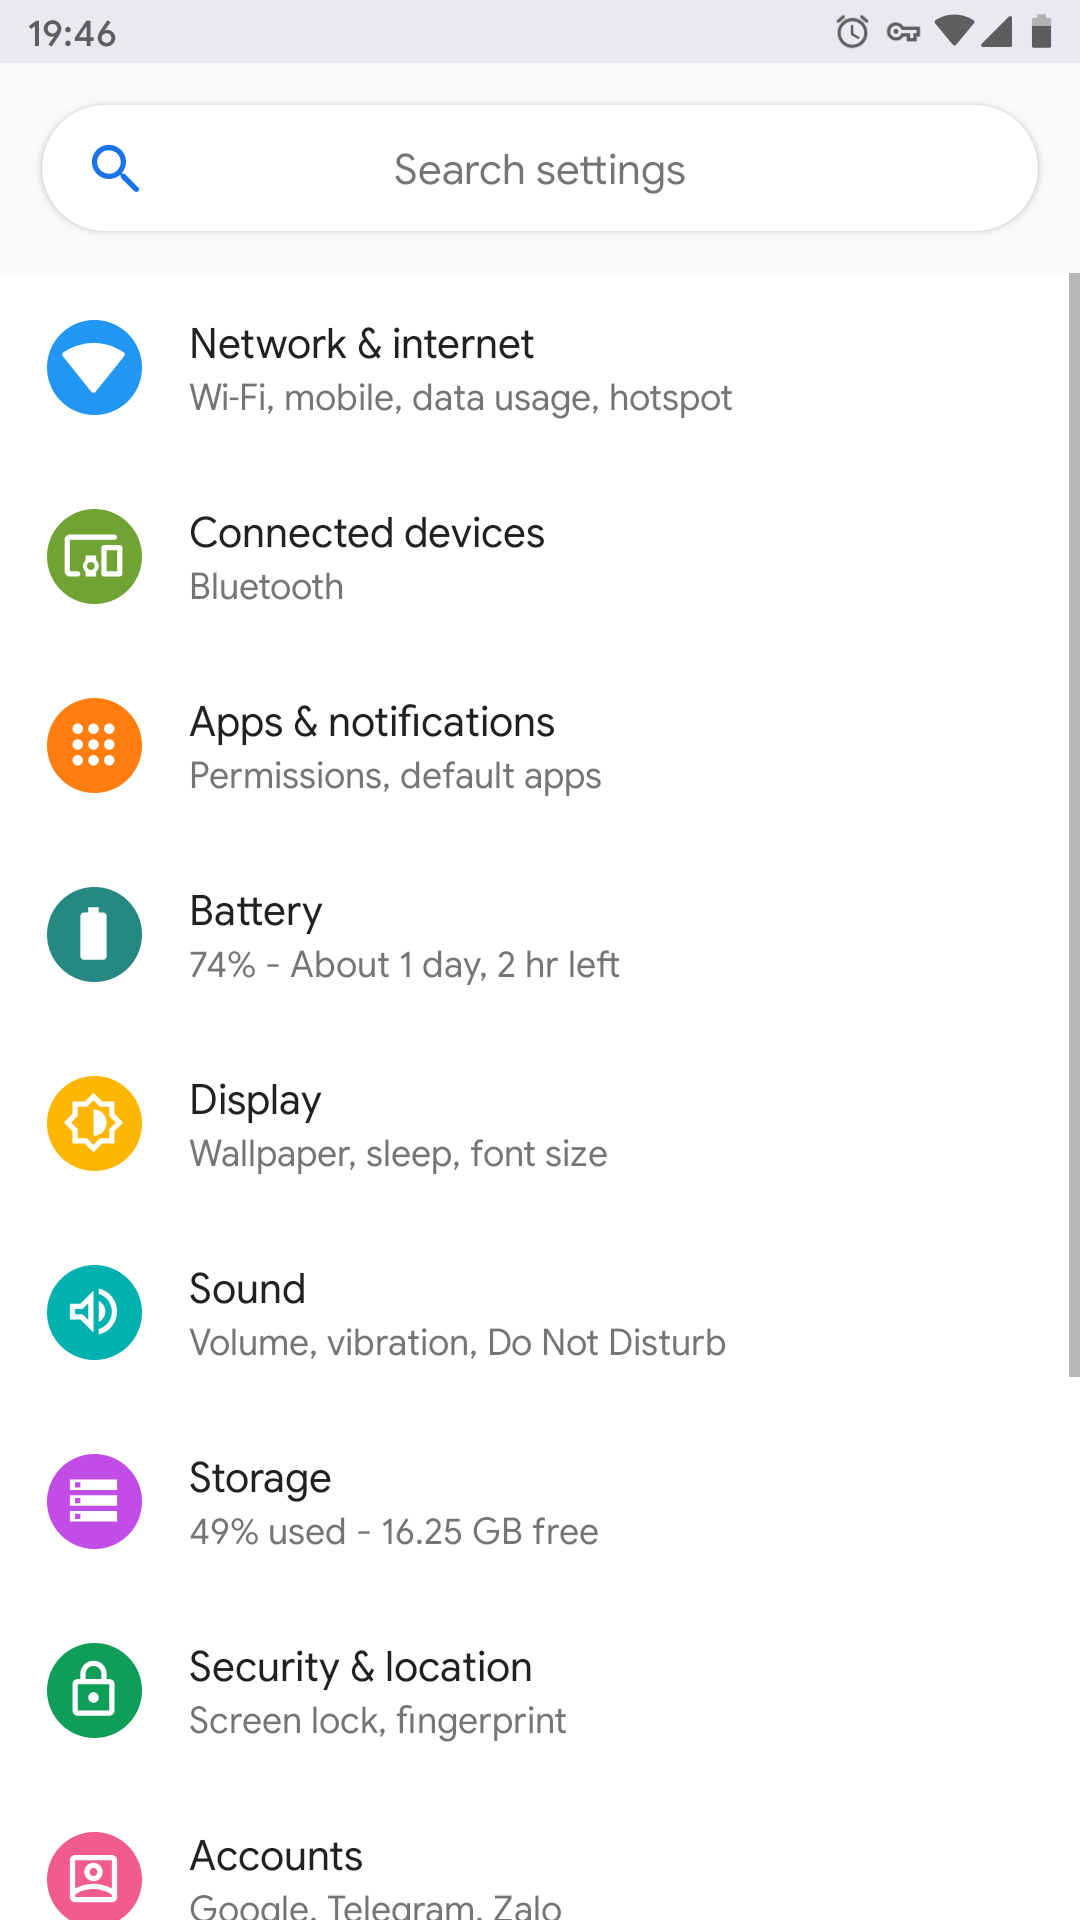 19:46
Search settings
Network & internet
Wi-Fi, mobile, data usage, hotspot
Connected devices
Bluetooth
Apps & notifications
Permissions, default apps
Battery
74% - About 1 day, 2 hr left
Display
Wallpaper, sleep, font size
Sound
Volume, vibration, Do Not Disturb
Storage
49% used - 16.25 GB free
Security & location
Screen lock, fingerprint
Accounts
Google, Telegram, Zalo